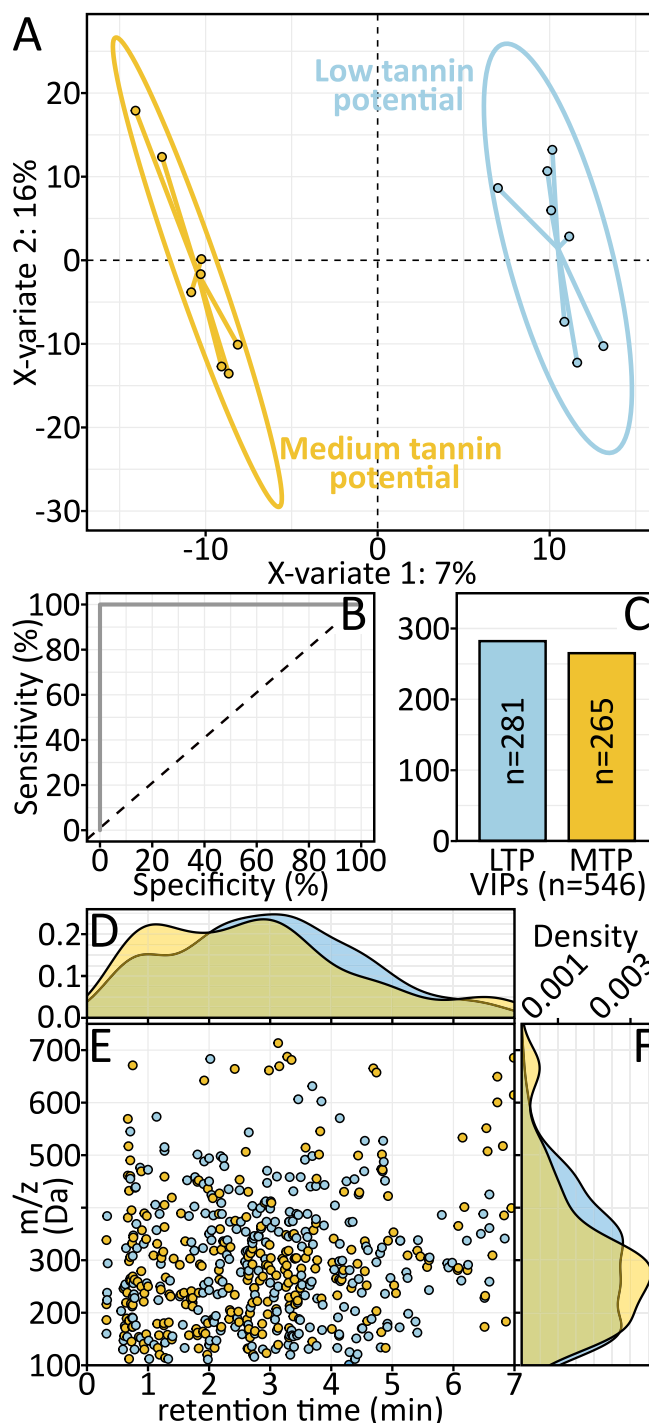 A
Low tannin
potential
Medium tannin
potential
X-variate 2: 16%
20
10
0
-10
-20
-30
-10
0
10
X-variate 1: 7%
B
Sensitivity (%)
100
80
60
40
20
0
0
20
40
60
80
100
Specificity (%)
C
300
200
100
0
n=281
n=265
LTP
MTP
VIPs (n=546)
D
0.2
0.1
0.0
Density
0.001
0.003
E
m/z
(Da)
700
600
500
300
200
100
0
1
2
3
4
5
6
7
retention time (min)
F